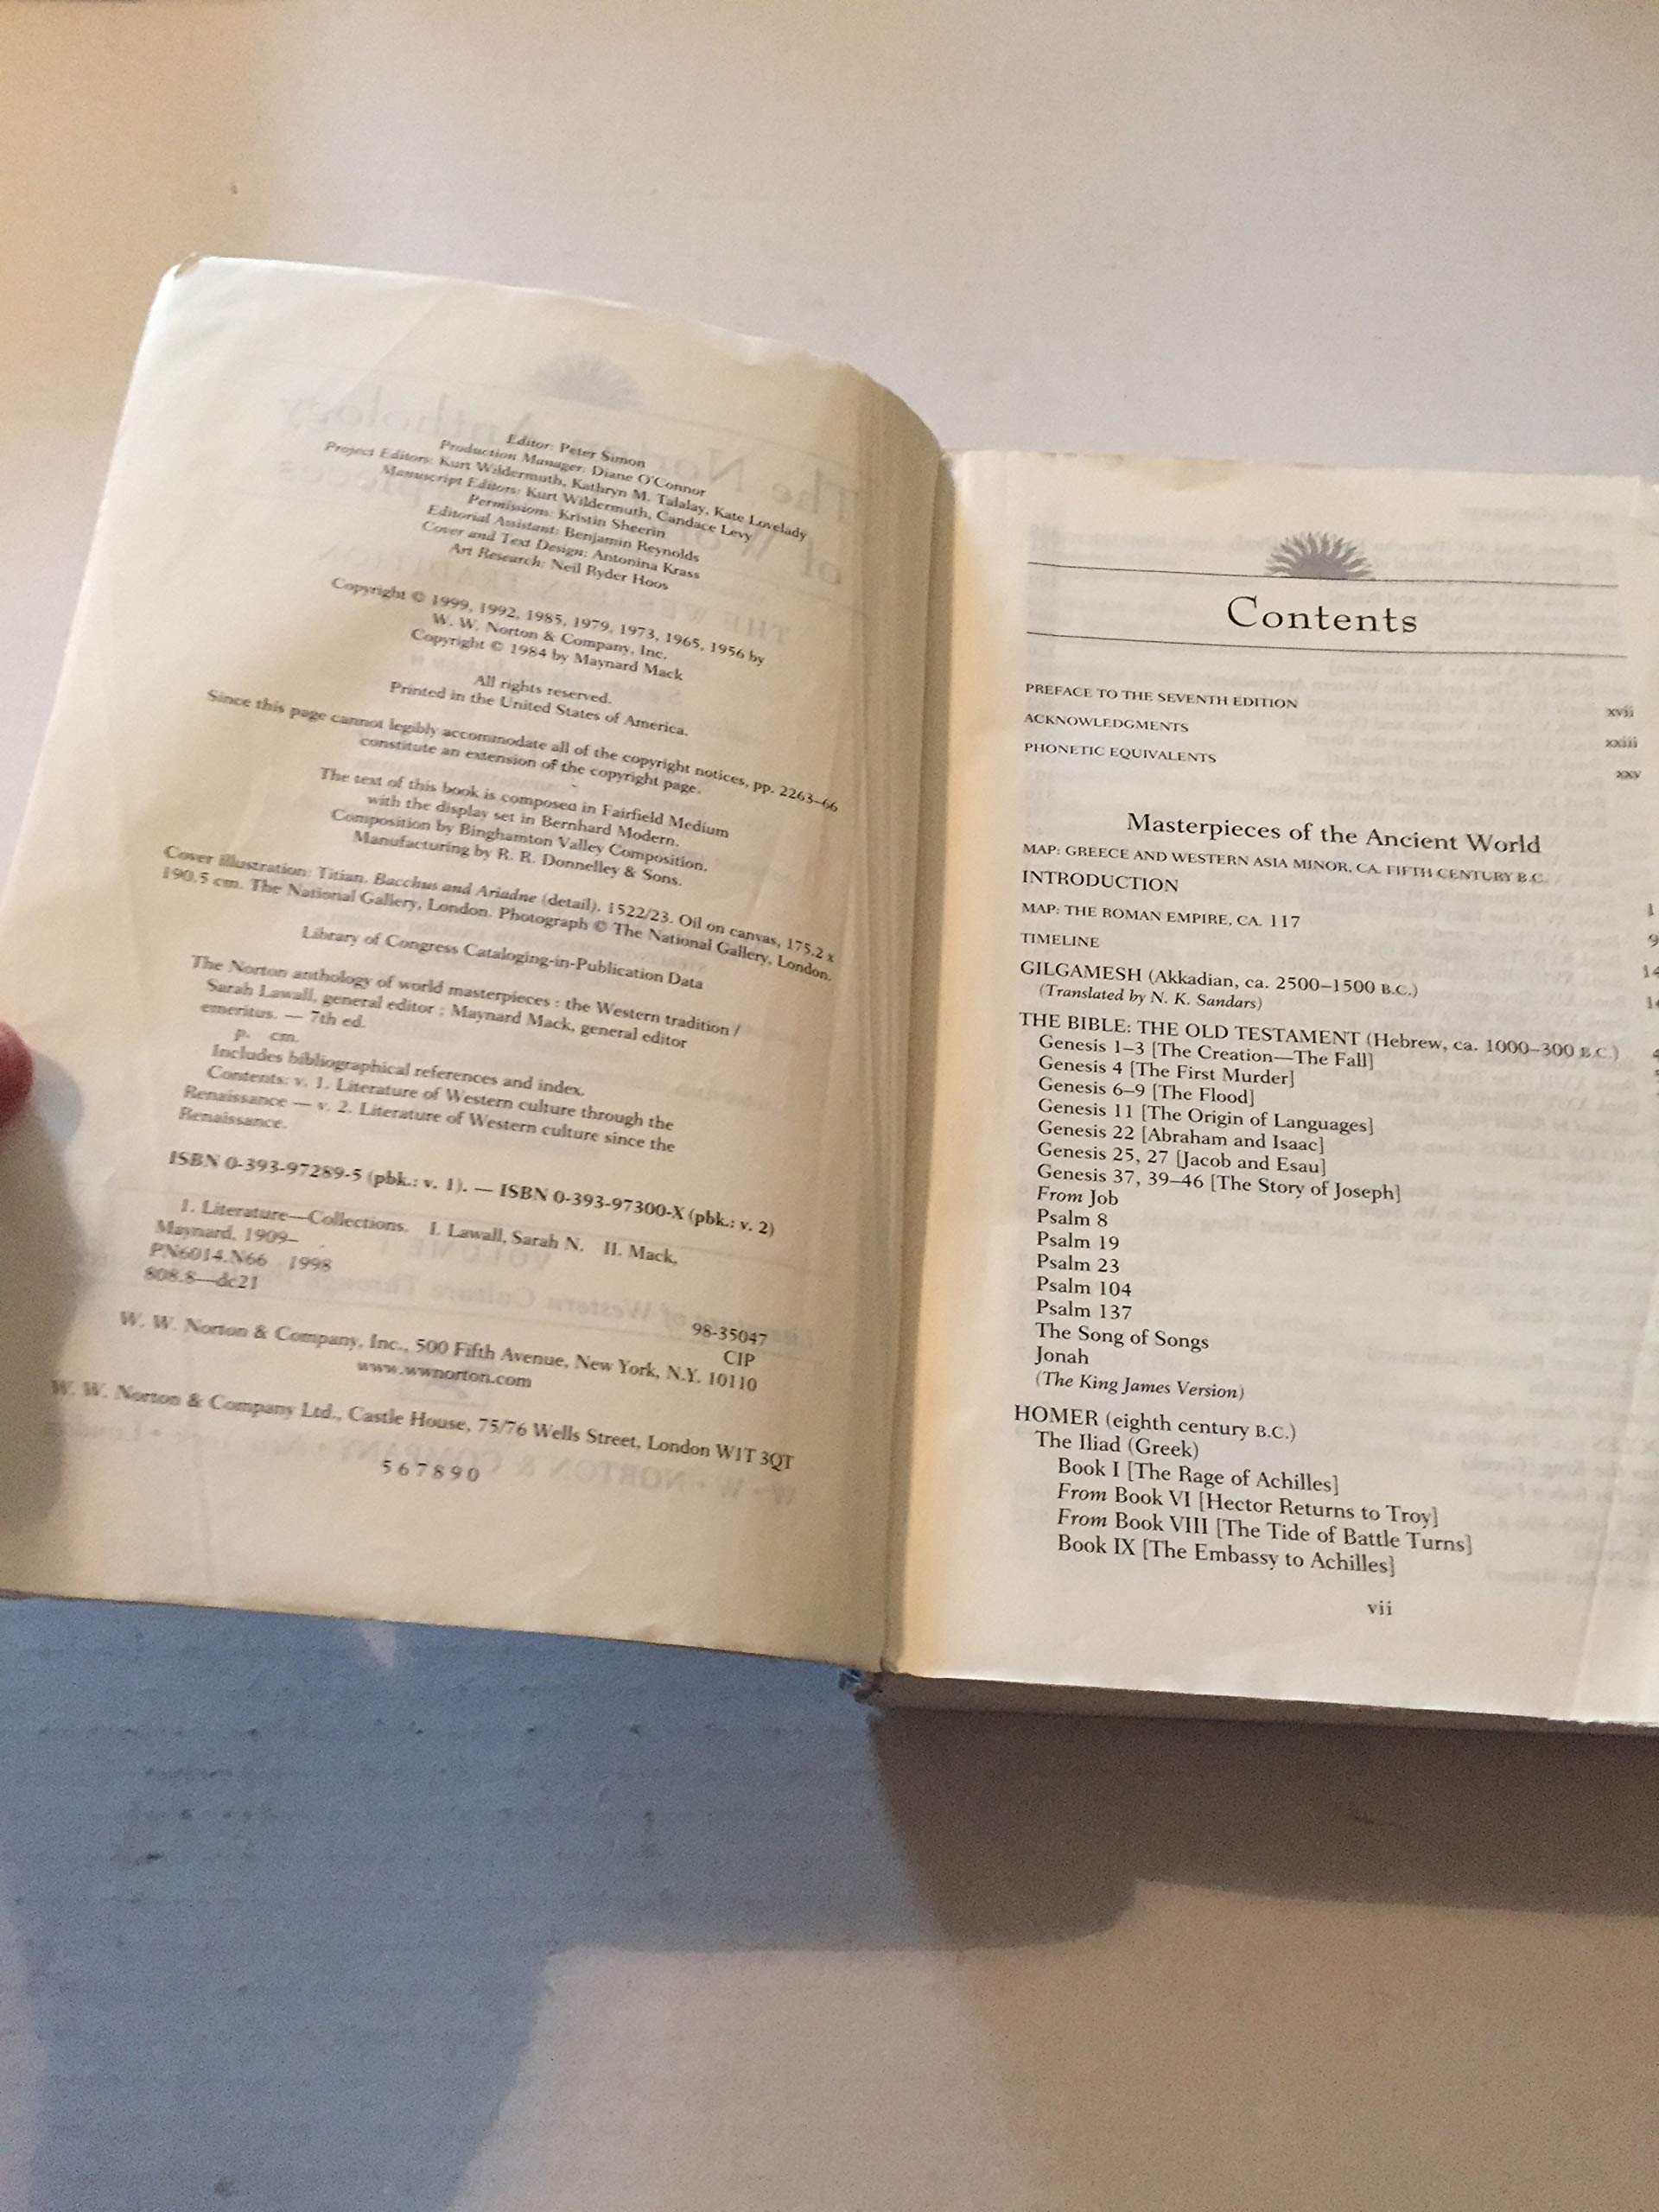 Editor: Peter Simon
Production Manager: Diane O'Connor
Project Editors: Kurt Wildermuth, Kathryn M. Talalay, Kate Lovelady
Manuscript Editors: Kurt Wildermuth, Candace Levy
Permissions: Kristin Sheerin
Editorial Assistant: Benjamin Reynolds
Cover and Text Design: Antonina Krass
Art Research: Neil Ryder Hoos
Copyright © 1999, 1992, 1985, 1979, 1973, 1965, 1956 by
W. W. Norton & Company, Inc.
Copyright © 1984 by Maynard Mack
All rights reserved.
Printed in the United States of America.
Since this page cannot legibly accommodate all of the copyright notices, pp. 2263–66
constitute an extension of the copyright page.
The text of this book is composed in Fairfield Medium
with the display set in Bernhard Modern.
Composition by Binghamton Valley Composition.
Manufacturing by R. R. Donnelley & Sons.
Cover illustration: Titian. Bacchus and Ariadne (detail). 1522/23. Oil on canvas, 175.2 x
190.5 cm. The National Gallery, London. Photograph © The National Gallery, London.
Library of Congress Cataloging-in-Publication Data
The Norton anthology of world masterpieces : the Western tradition /
Sarah Lawall, general editor ; Maynard Mack, general editor
emeritus. — 7th ed.
p. cm.
Includes bibliographical references and index.
Contents: v. 1. Literature of Western culture through the
Renaissance — v. 2. Literature of Western culture since the
Renaissance.
ISBN 0-393-97289-5 (pbk.: v. 1). — ISBN 0-393-97300-X (pbk.: v. 2)
1. Literature—Collections. I. Lawall, Sarah N. II. Mack,
Maynard, 1909–
PN6014.N66 1998
808.8—dc21
98-35047
CIP
W. W. Norton & Company, Inc., 500 Fifth Avenue, New York, N.Y. 10110
www.wwnorton.com
W. W. Norton & Company Ltd., Castle House, 75/76 Wells Street, London W1T 3QT
5 6 7 8 9 0
Contents
PREFACE TO THE SEVENTH EDITION xvii
ACKNOWLEDGMENTS xxiii
PHONETIC EQUIVALENTS xxv
Masterpieces of the Ancient World
MAP: GREECE AND WESTERN ASIA MINOR, CA. FIFTH CENTURY B.C.
INTRODUCTION 1
MAP: THE ROMAN EMPIRE, CA. 117 9
TIMELINE 14
GILGAMESH (Akkadian, ca. 2500–1500 B.C.)
(Translated by N. K. Sandars)
THE BIBLE: THE OLD TESTAMENT (Hebrew, ca. 1000–300 B.C.)
Genesis 1–3 [The Creation—The Fall]
Genesis 4 [The First Murder]
Genesis 6–9 [The Flood]
Genesis 11 [The Origin of Languages]
Genesis 22 [Abraham and Isaac]
Genesis 25, 27 [Jacob and Esau]
Genesis 37, 39–46 [The Story of Joseph]
From Job
Psalm 8
Psalm 19
Psalm 23
Psalm 104
Psalm 137
The Song of Songs
Jonah
(The King James Version)
HOMER (eighth century B.C.)
The Iliad (Greek)
Book I [The Rage of Achilles]
From Book VI [Hector Returns to Troy]
From Book VIII [The Tide of Battle Turns]
Book IX [The Embassy to Achilles]
vii